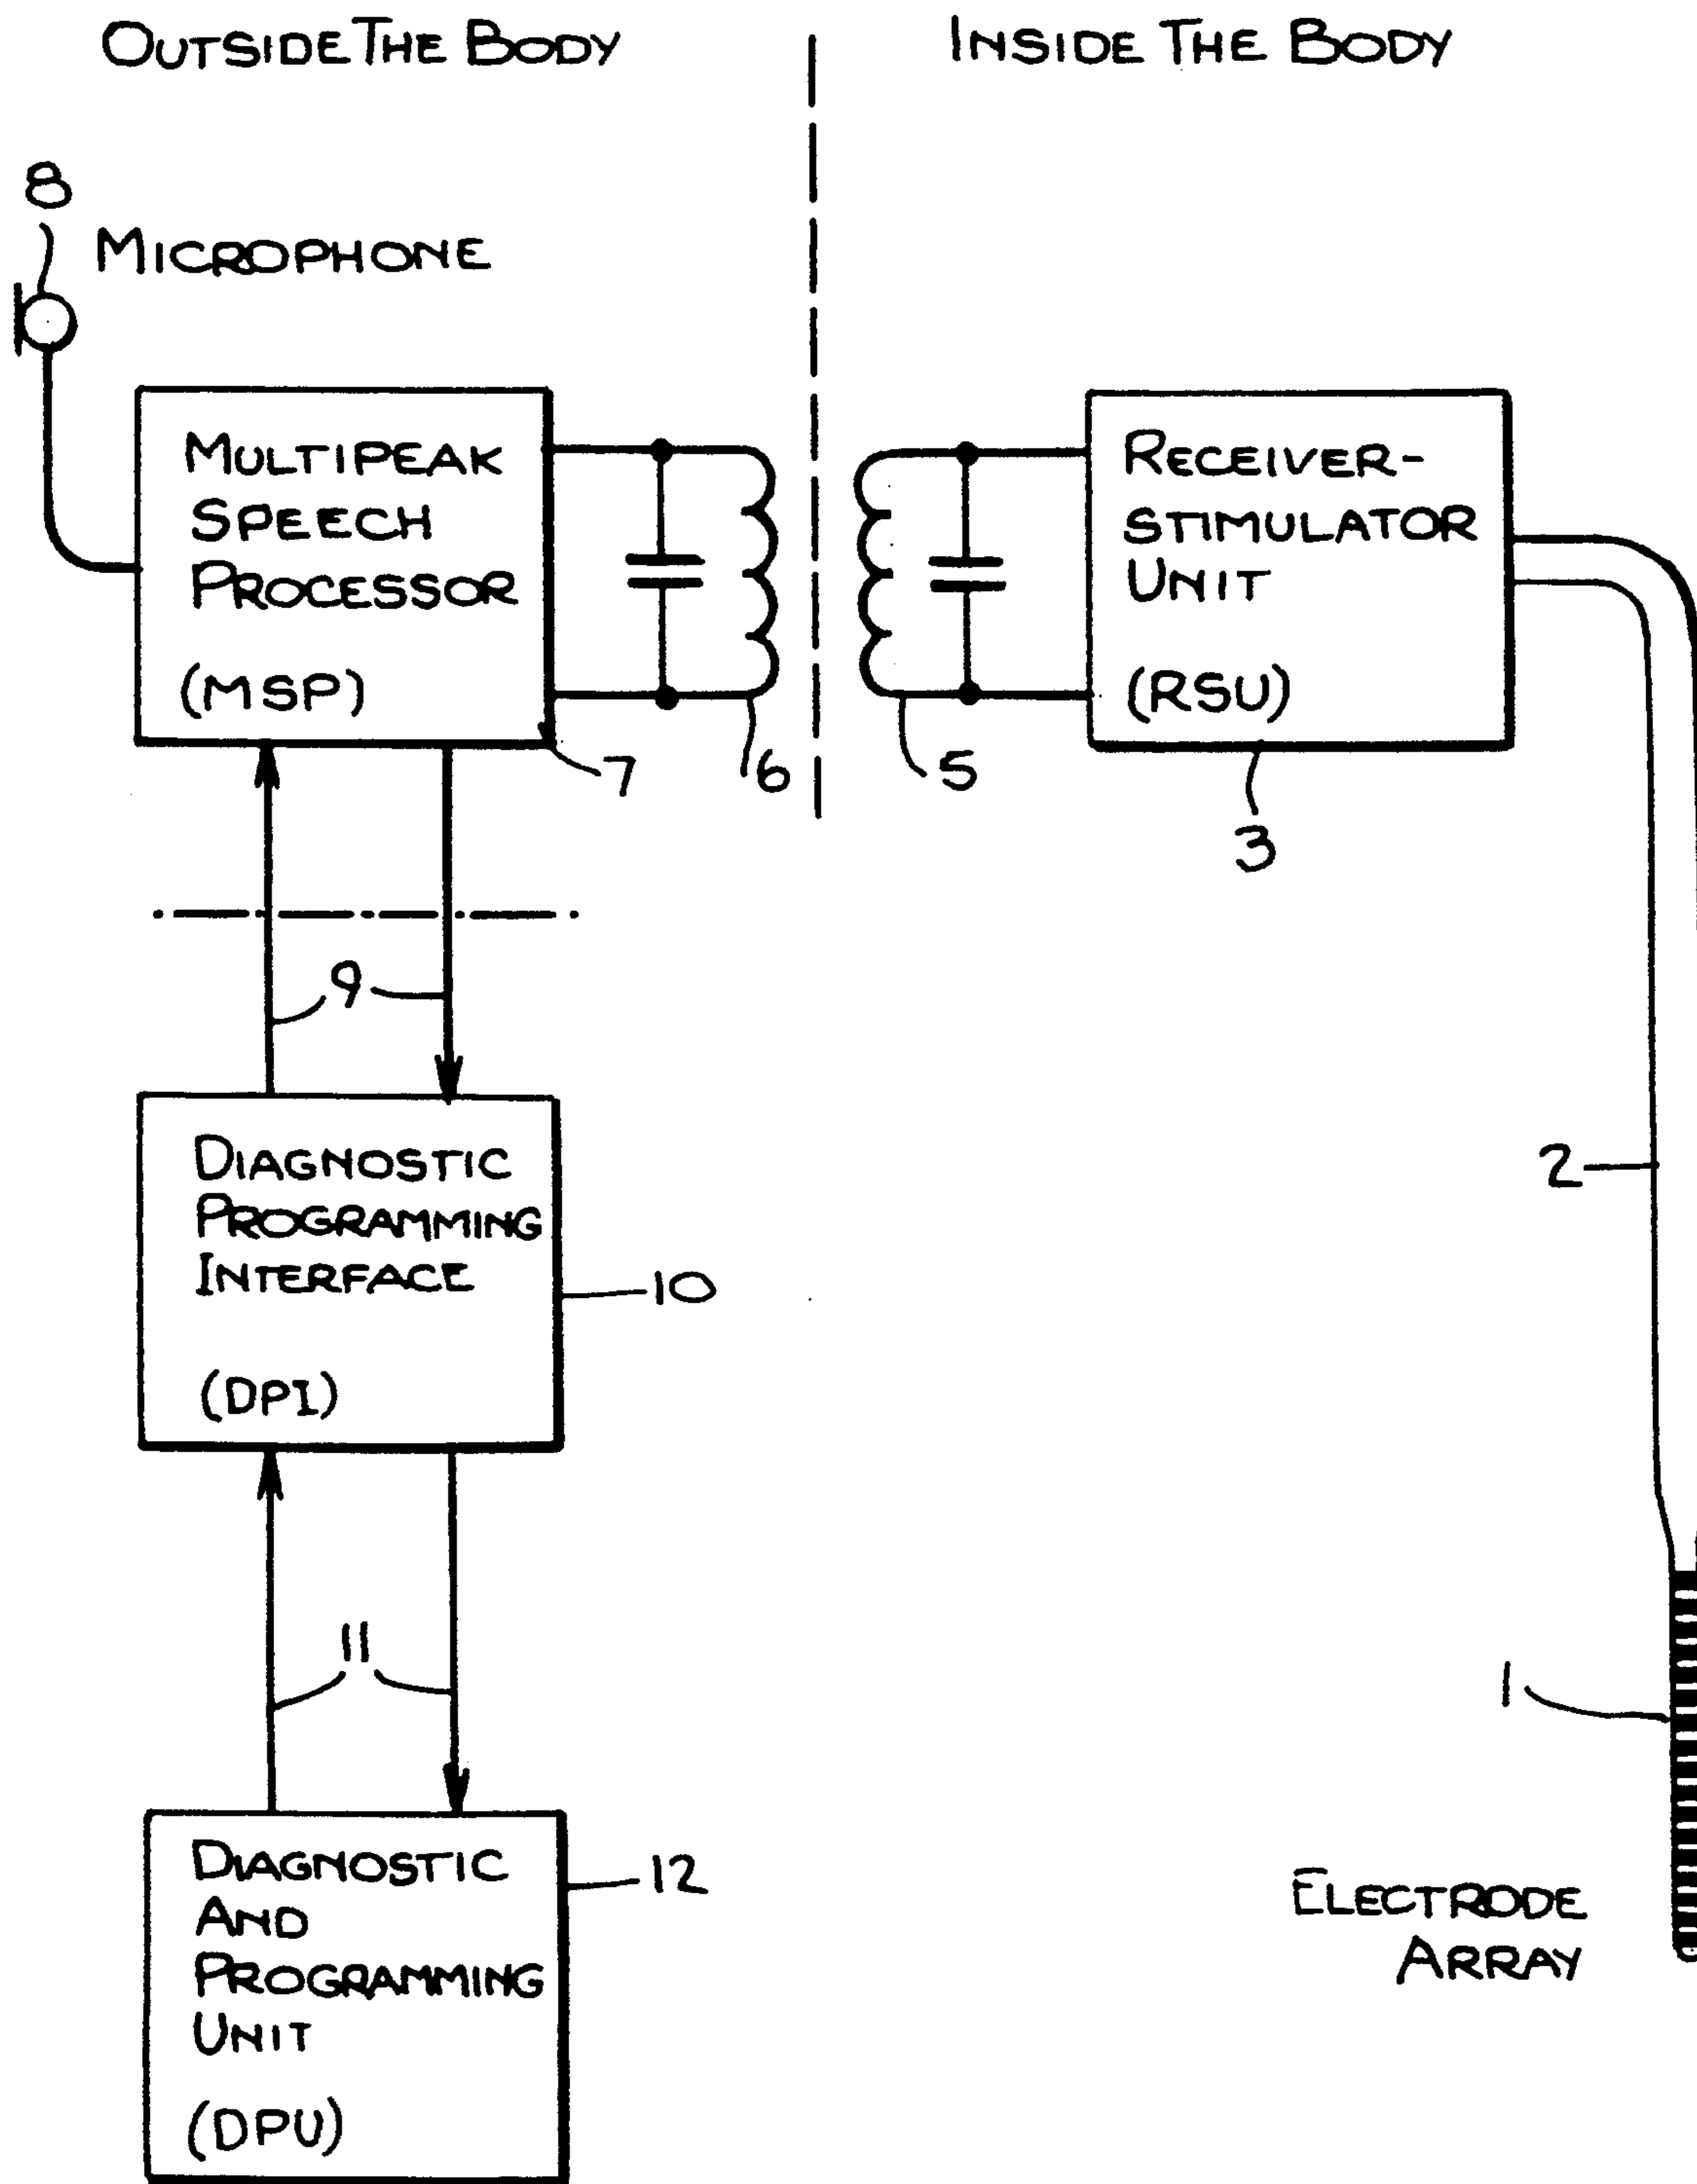 OUTSIDE THE BODY
INSIDE THE BODY
8
MICROPHONE
MULTIPEAK
SPEECH
PROCESSOR
(MSP)
RECEIVER-
STIMULATOR
UNIT
(RSU)
7
6
5
3
9
2
DIAGNOSTIC
PROGRAMMING
INTERFACE
(DPI)
10
11
1
DIAGNOSTIC
AND
PROGRAMMING
UNIT
(DPU)
12
ELECTRODE
ARRAY